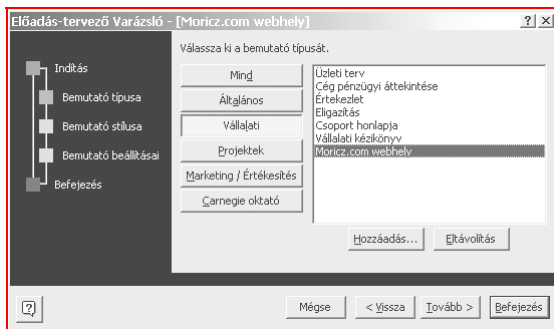 Előadás-tervező Varázsló - [Moricz.com webhely]
Válassza ki a bemutató típusát.
Indítás
Bemutató típusa
Bemutató stílusa
Bemutató beállításai
Befejezés
Mind
Általános
Vállalati
Projektek
Marketing / Értékesítés
Carnegie oktató
Üzleti terv
Cég pénzügyi áttekintése
Értekezlet
Eligazítás
Csoport honlapja
Vállalati kézikönyv
Moricz.com webhely
Hozzáadás... Eltávolítás
Mégse < Vissza Tovább > Befejezés